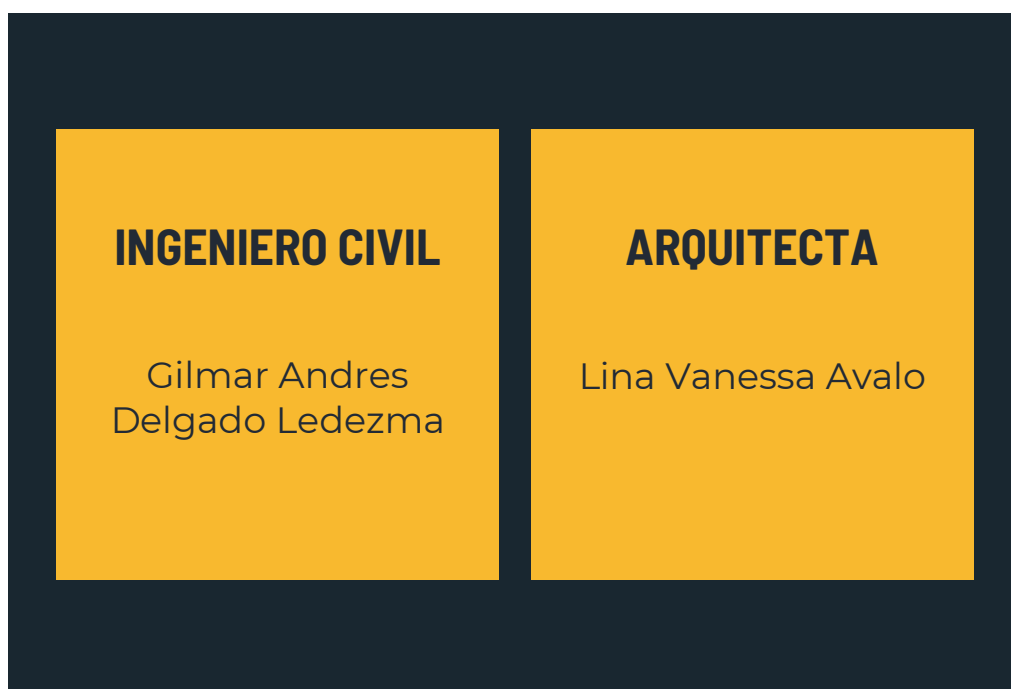 INGENIERO CIVIL
Gilmar Andres
Delgado Ledezma
ARQUITECTA
Lina Vanessa Avalo